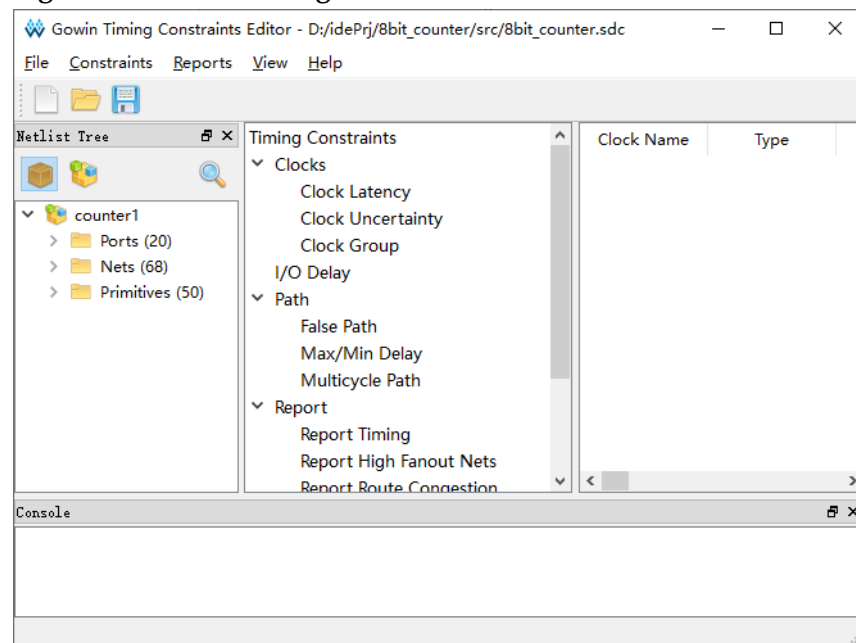 Gowin Timing Constraints Editor - D:/idePrj/8bit_counter/src/8bit_counter.sdc
File Constraints Reports View Help
Netlist Tree
counter1
Ports (20)
Nets (68)
Primitives (50)
Timing Constraints
Clocks
Clock Latency
Clock Uncertainty
Clock Group
I/O Delay
Path
False Path
Max/Min Delay
Multicycle Path
Report
Report Timing
Report High Fanout Nets
Report Route Congestion
Clock Name Type
Console